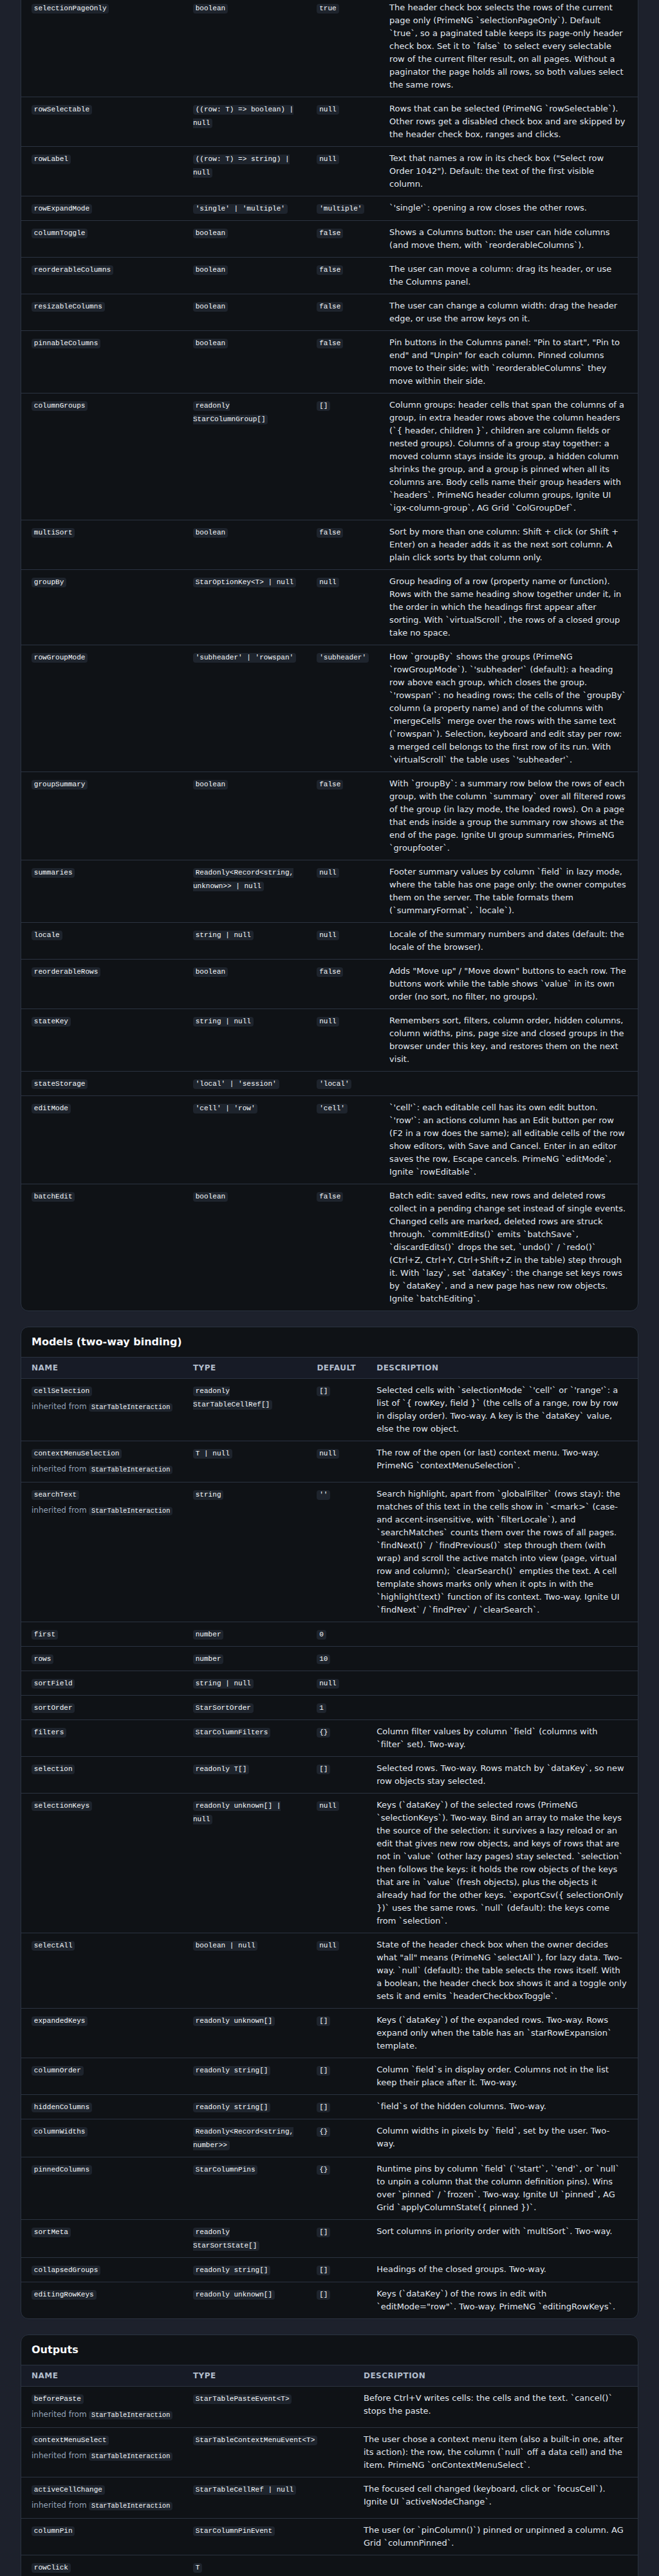 selectionPageOnly boolean true The header check box selects the rows of the current
page only (PrimeNG `selectionPageOnly`). Default
`true`, so a paginated table keeps its page-only header
check box. Set it to `false` to select every selectable
row of the current filter result, on all pages. Without a
paginator the page holds all rows, so both values select
the same rows.
rowSelectable ((row: T) => boolean) | null Rows that can be selected (PrimeNG `rowSelectable`).
null Other rows get a disabled check box and are skipped by
the header check box, ranges and clicks.
rowLabel ((row: T) => string) | null Text that names a row in its check box ("Select row
null Order 1042"). Default: the text of the first visible
column.
rowExpandMode 'single' | 'multiple' 'multiple' `'single'`: opening a row closes the other rows.
columnToggle boolean false Shows a Columns button: the user can hide columns
(and move them, with `reorderableColumns`).
reorderableColumns boolean false The user can move a column: drag its header, or use
the Columns panel.
resizableColumns boolean false The user can change a column width: drag the header
edge, or use the arrow keys on it.
pinnableColumns boolean false Pin buttons in the Columns panel: "Pin to start", "Pin to
end" and "Unpin" for each column. Pinned columns
move to their side; with `reorderableColumns` they
move within their side.
columnGroups readonly [] Column groups: header cells that span the columns of a
StarColumnGroup[] group, in extra header rows above the column headers
(`{ header, children }`, children are column fields or
nested groups). Columns of a group stay together: a
moved column stays inside its group, a hidden column
shrinks the group, and a group is pinned when all its
columns are. Body cells name their group headers with
`headers`. PrimeNG header column groups, Ignite UI
`igx-column-group`, AG Grid `ColGroupDef`.
multiSort boolean false Sort by more than one column: Shift + click (or Shift +
Enter) on a header adds it as the next sort column. A
plain click sorts by that column only.
groupBy StarOptionKey<T> | null null Group heading of a row (property name or function).
Rows with the same heading show together under it, in
the order in which the headings first appear after
sorting. With `virtualScroll`, the rows of a closed group
take no space.
rowGroupMode 'subheader' | 'rowspan' 'subheader' How `groupBy` shows the groups (PrimeNG
`rowGroupMode`). `'subheader'` (default): a heading
row above each group, which closes the group.
`'rowspan'`: no heading rows; the cells of the `groupBy`
column (a property name) and of the columns with
`mergeCells` merge over the rows with the same text
(`rowspan`). Selection, keyboard and edit stay per row:
a merged cell belongs to the first row of its run. With
`virtualScroll` the table uses `'subheader'`.
groupSummary boolean false With `groupBy`: a summary row below the rows of each
group, with the column `summary` over all filtered rows
of the group (in lazy mode, the loaded rows). On a page
that ends inside a group the summary row shows at the
end of the page. Ignite UI group summaries, PrimeNG
`groupfooter`.
summaries Readonly<Record<string, null Footer summary values by column `field` in lazy mode,
unknown>> | null where the table has one page only: the owner computes
them on the server. The table formats them
(`summaryFormat`, `locale`).
locale string | null null Locale of the summary numbers and dates (default: the
locale of the browser).
reorderableRows boolean false Adds "Move up" / "Move down" buttons to each row. The
buttons work while the table shows `value` in its own
order (no sort, no filter, no groups).
stateKey string | null null Remembers sort, filters, column order, hidden columns,
column widths, pins, page size and closed groups in the
browser under this key, and restores them on the next
visit.
stateStorage 'local' | 'session' 'local'
editMode 'cell' | 'row' 'cell' `'cell'`: each editable cell has its own edit button.
`'row'`: an actions column has an Edit button per row
(F2 in a row does the same); all editable cells of the row
show editors, with Save and Cancel. Enter in an editor
saves the row, Escape cancels. PrimeNG `editMode`,
Ignite `rowEditable`.
batchEdit boolean false Batch edit: saved edits, new rows and deleted rows
collect in a pending change set instead of single events.
Changed cells are marked, deleted rows are struck
through. `commitEdits()` emits `batchSave`,
`discardEdits()` drops the set, `undo()` / `redo()`
(Ctrl+Z, Ctrl+Y, Ctrl+Shift+Z in the table) step through
it. With `lazy`, set `dataKey`: the change set keys rows
by `dataKey`, and a new page has new row objects.
Ignite `batchEditing`.
Models (two-way binding)
NAME TYPE DEFAULT DESCRIPTION
cellSelection readonly [] Selected cells with `selectionMode` `'cell'` or `'range'`: a
inherited from StarTableInteraction StarTableCellRef[] list of `{ rowKey, field }` (the cells of a range, row by row
in display order). Two-way. A key is the `dataKey` value,
else the row object.
contextMenuSelection T | null null The row of the open (or last) context menu. Two-way.
inherited from StarTableInteraction PrimeNG `contextMenuSelection`.
searchText string '' Search highlight, apart from `globalFilter` (rows stay): the
inherited from StarTableInteraction matches of this text in the cells show in `<mark>` (case-
and accent-insensitive, with `filterLocale`), and
`searchMatches` counts them over the rows of all pages.
`findNext()` / `findPrevious()` step through them (with
wrap) and scroll the active match into view (page, virtual
row and column); `clearSearch()` empties the text. A cell
template shows marks only when it opts in with the
`highlight(text)` function of its context. Two-way. Ignite UI
`findNext` / `findPrev` / `clearSearch`.
first number 0
rows number 10
sortField string | null null
sortOrder StarSortOrder 1
filters StarColumnFilters {} Column filter values by column `field` (columns with
`filter` set). Two-way.
selection readonly T[] [] Selected rows. Two-way. Rows match by `dataKey`, so new
row objects stay selected.
selectionKeys readonly unknown[] | null Keys (`dataKey`) of the selected rows (PrimeNG
null `selectionKeys`). Two-way. Bind an array to make the keys
the source of the selection: it survives a lazy reload or an
edit that gives new row objects, and keys of rows that are
not in `value` (other lazy pages) stay selected. `selection`
then follows the keys: it holds the row objects of the keys
that are in `value` (fresh objects), plus the objects it
already had for the other keys. `exportCsv({ selectionOnly
})` uses the same rows. `null` (default): the keys come
from `selection`.
selectAll boolean | null null State of the header check box when the owner decides
what "all" means (PrimeNG `selectAll`), for lazy data. Two-
way. `null` (default): the table selects the rows itself. With
a boolean, the header check box shows it and a toggle only
sets it and emits `headerCheckboxToggle`.
expandedKeys readonly unknown[] [] Keys (`dataKey`) of the expanded rows. Two-way. Rows
expand only when the table has an `starRowExpansion`
template.
columnOrder readonly string[] [] Column `field`s in display order. Columns not in the list
keep their place after it. Two-way.
hiddenColumns readonly string[] [] `field`s of the hidden columns. Two-way.
columnWidths Readonly<Record<string, {} Column widths in pixels by `field`, set by the user. Two-
number>> way.
pinnedColumns StarColumnPins {} Runtime pins by column `field` (`'start'`, `'end'`, or `null`
to unpin a column that the column definition pins). Wins
over `pinned` / `frozen`. Two-way. Ignite UI `pinned`, AG
Grid `applyColumnState({ pinned })`.
sortMeta readonly [] Sort columns in priority order with `multiSort`. Two-way.
StarSortState[]
collapsedGroups readonly string[] [] Headings of the closed groups. Two-way.
editingRowKeys readonly unknown[] [] Keys (`dataKey`) of the rows in edit with
`editMode="row"`. Two-way. PrimeNG `editingRowKeys`.
Outputs
NAME TYPE DESCRIPTION
beforePaste StarTablePasteEvent<T> Before Ctrl+V writes cells: the cells and the text. `cancel()`
inherited from StarTableInteraction stops the paste.
contextMenuSelect StarTableContextMenuEvent<T> The user chose a context menu item (also a built-in one, after
inherited from StarTableInteraction its action): the row, the column (`null` off a data cell) and the
item. PrimeNG `onContextMenuSelect`.
activeCellChange StarTableCellRef | null The focused cell changed (keyboard, click or `focusCell`).
inherited from StarTableInteraction Ignite UI `activeNodeChange`.
columnPin StarColumnPinEvent The user (or `pinColumn()`) pinned or unpinned a column. AG
Grid `columnPinned`.
rowClick T